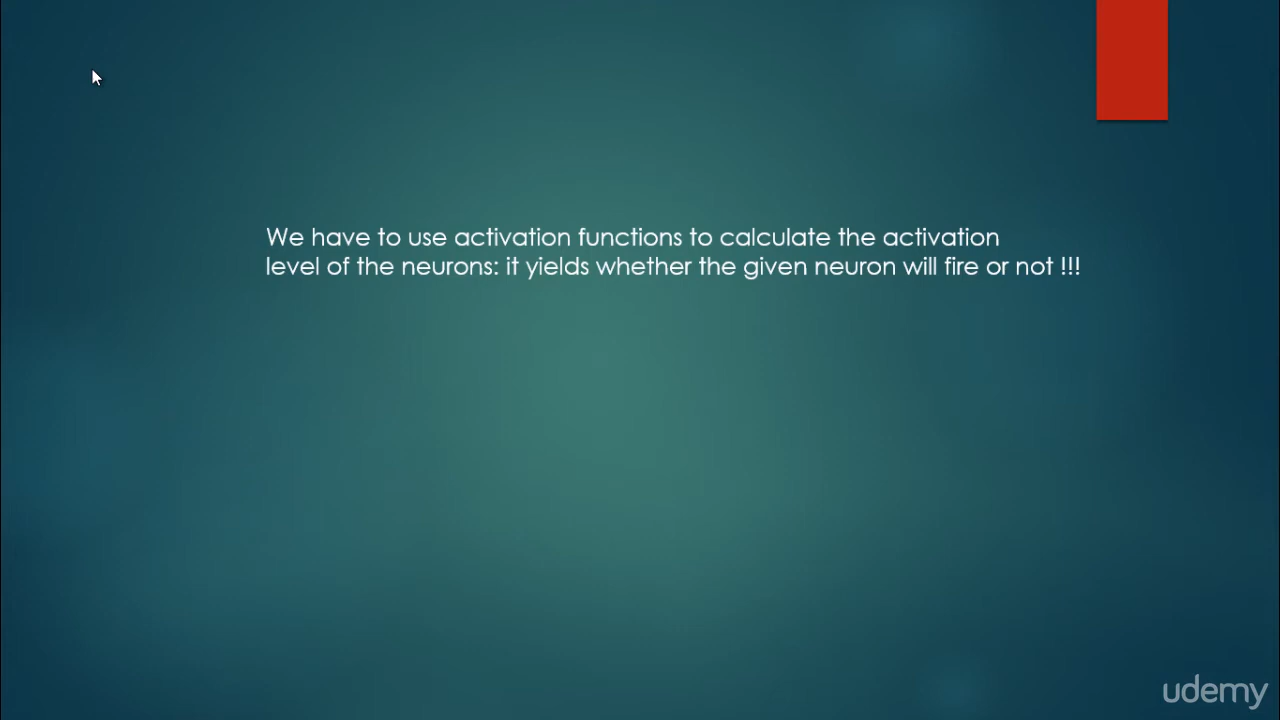 We have to use activation functions to calculate the activation
level of the neurons: it yields whether the given neuron will fire or not !!!
udemy